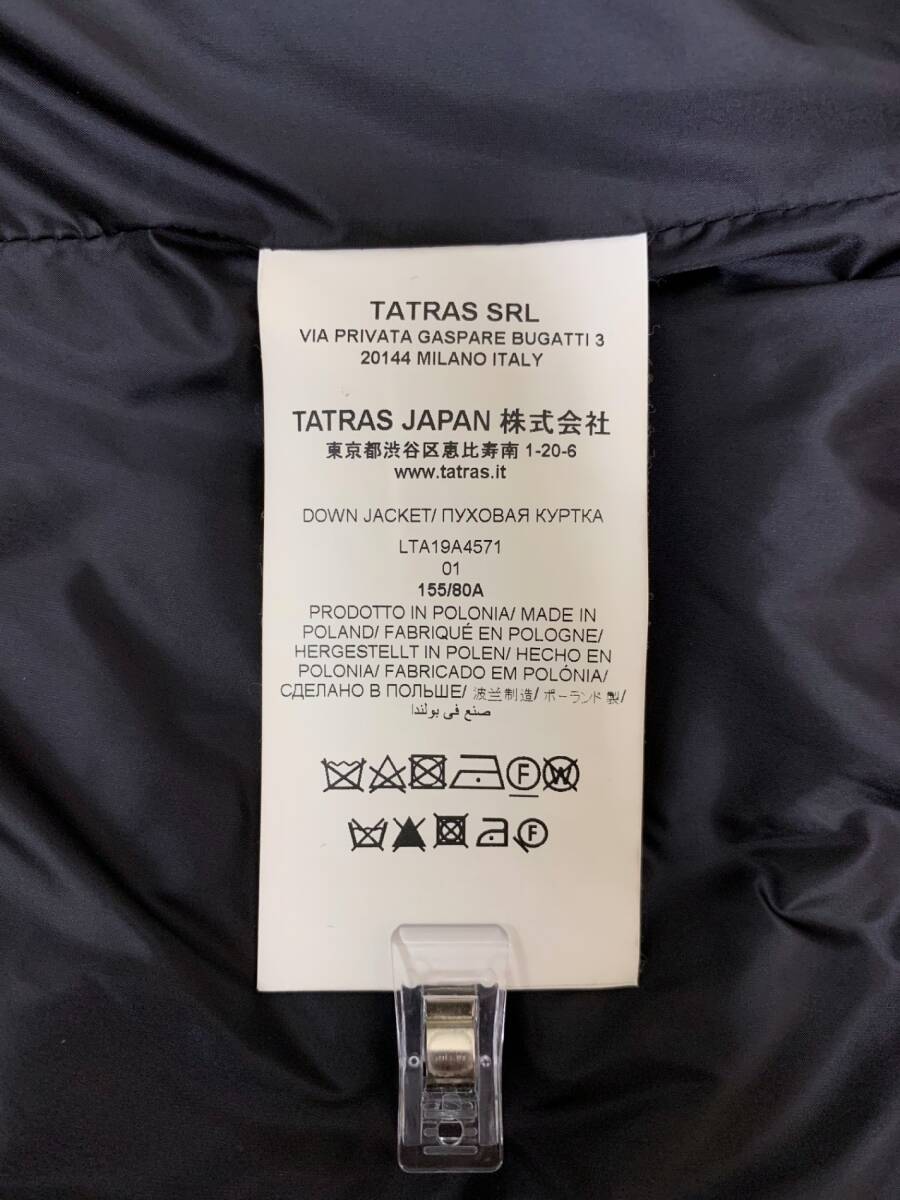 TATRAS SRL
VIA PRIVATA GASPARE BUGATTI 3
20144 MILANO ITALY
TATRAS JAPAN 株式会社
東京都渋谷区恵比寿南 1-20-6
www.tatras.it
DOWN JACKET/ ПУХОВАЯ КУРТКА
LTA19A4571
01
155/80A
PRODOTTO IN POLONIA/ MADE IN
POLAND/ FABRIQUÉ EN POLOGNE/
HERGESTELLT IN POLEN/ HECHO EN
POLONIA/ FABRICADO EM POLÓNIA/
СДЕЛАНО В ПОЛЬШЕ/ 波兰制造/ ポーランド製/
صنع في بولندا
F W
F